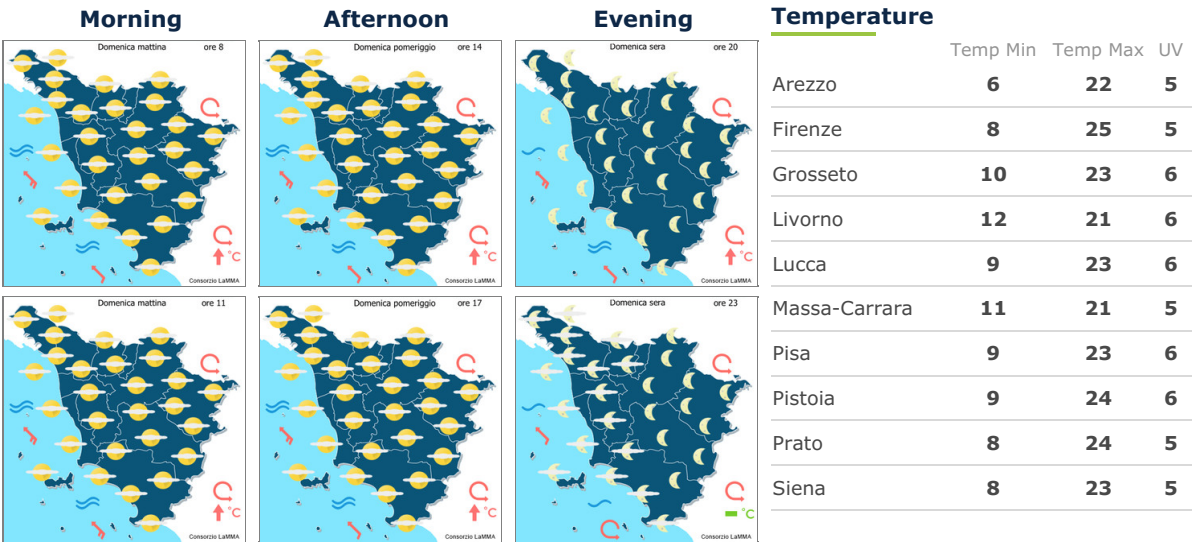 Morning
Afternoon
Evening
Domenica mattina ore 8
°C
Consorzio LaMMA
Domenica pomeriggio ore 14
°C
Consorzio LaMMA
Domenica sera ore 20
°C
Consorzio LaMMA
Domenica mattina ore 11
°C
Consorzio LaMMA
Domenica pomeriggio ore 17
°C
Consorzio LaMMA
Domenica sera ore 23
°C
Consorzio LaMMA
Temperature
Temp Min Temp Max UV
Arezzo 6 22 5
Firenze 8 25 5
Grosseto 10 23 6
Livorno 12 21 6
Lucca 9 23 6
Massa-Carrara 11 21 5
Pisa 9 23 6
Pistoia 9 24 6
Prato 8 24 5
Siena 8 23 5